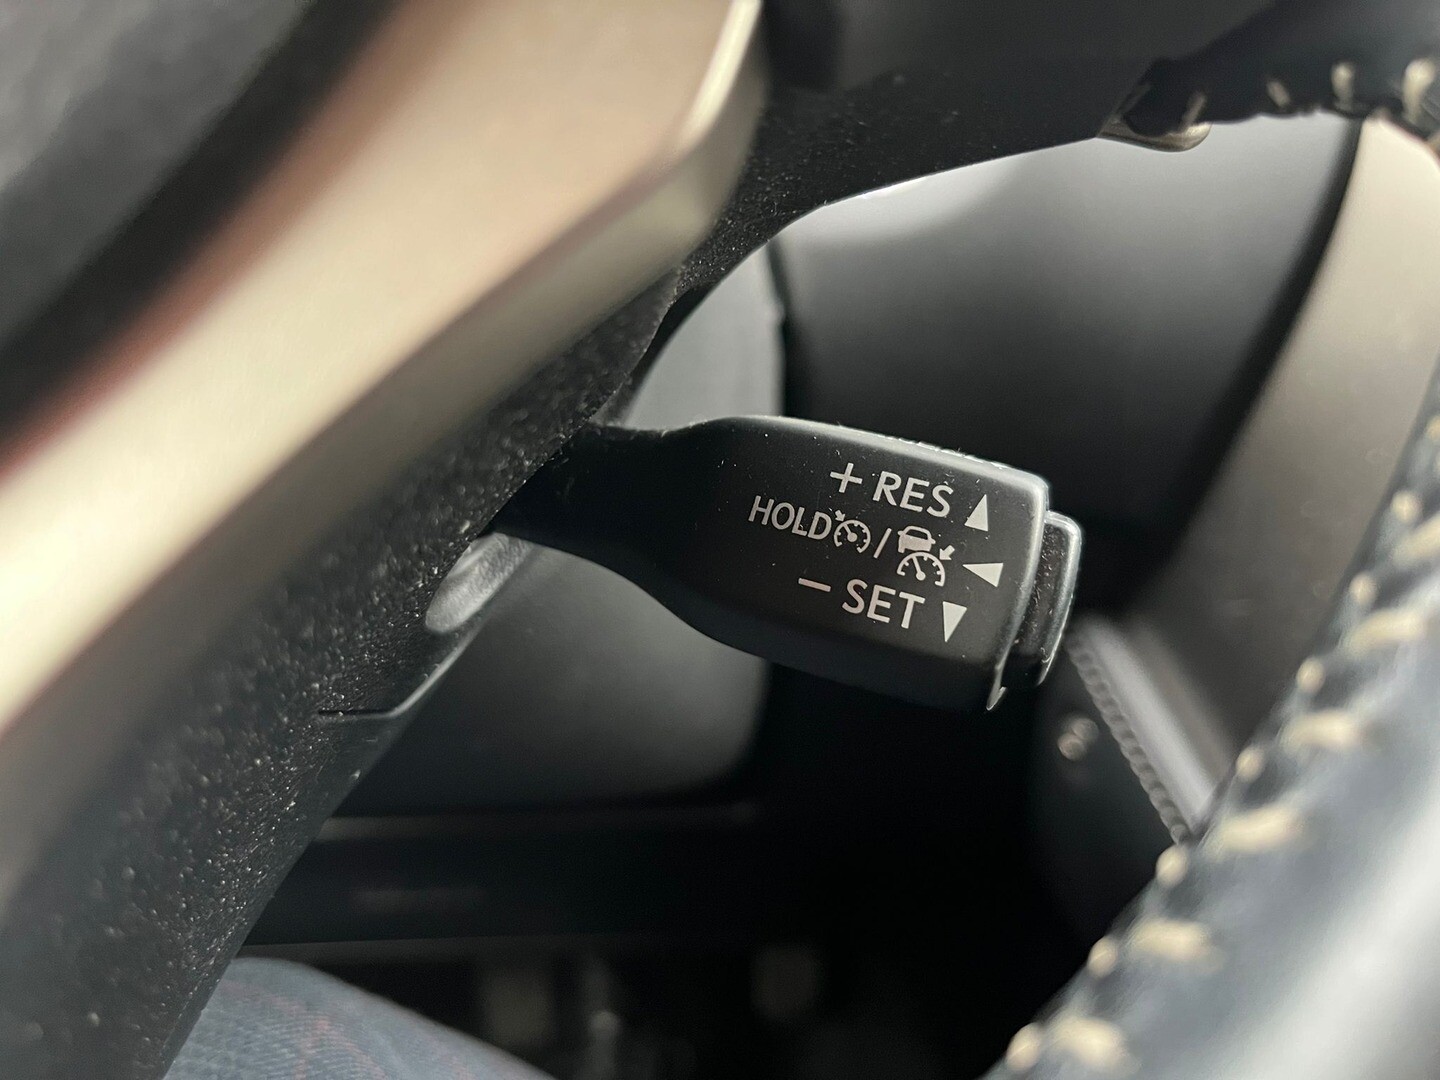 + RES
HOLD /
− SET